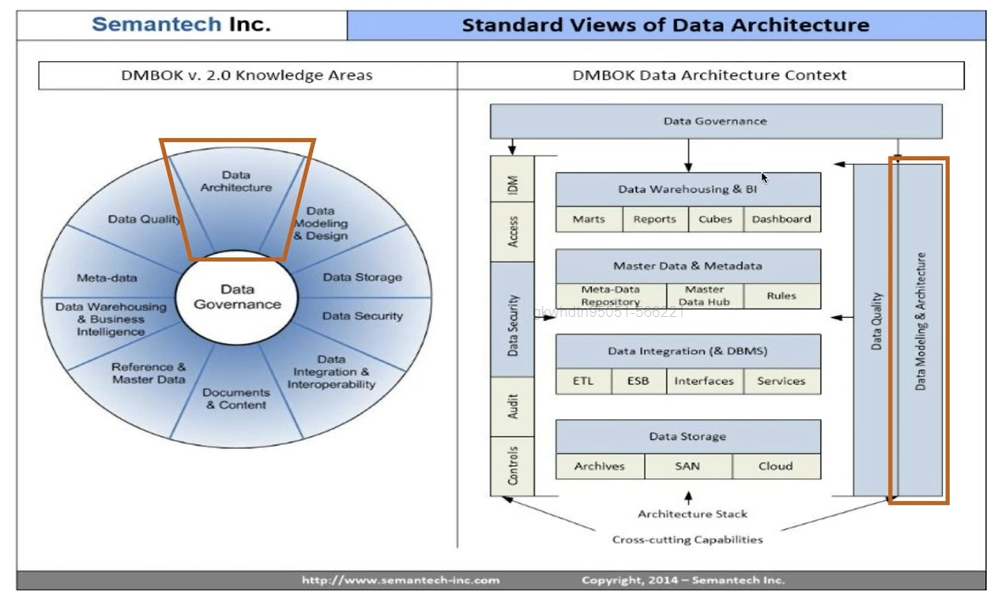 Semantech Inc.
Standard Views of Data Architecture
DMBOK v. 2.0 Knowledge Areas
DMBOK Data Architecture Context
Data
Architecture
Data
Modeling
& Design
Data Storage
Data Security
Data
Integration &
Interoperability
Documents
& Content
Reference &
Master Data
Data Warehousing
& Business
Intelligence
Meta-data
Data Quality
Data
Governance
Data Governance
IDM
Access
Data Security
Audit
Controls
Data Warehousing & BI
Marts
Reports
Cubes
Dashboard
Master Data & Metadata
Meta-Data
Repository
Master
Data Hub
Rules
Data Integration (& DBMS)
ETL
ESB
Interfaces
Services
Data Storage
Archives
SAN
Cloud
Data Quality
Data Modeling & Architecture
Architecture Stack
Cross-cutting Capabilities
http://www.semantech-inc.com
Copyright, 2014 – Semantech Inc.